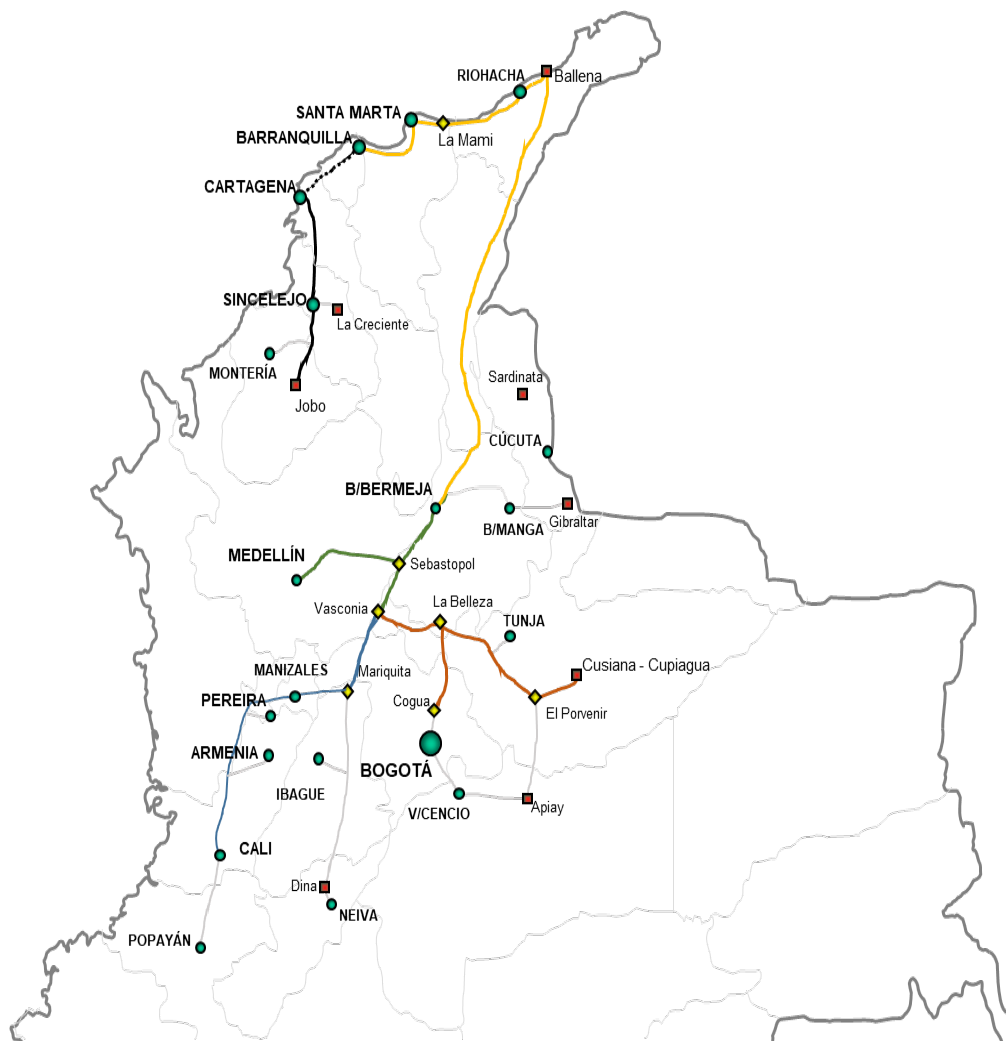 RIOHACHA
Ballena
SANTA MARTA
La Mami
BARRANQUILLA
CARTAGENA
SINCELEJO
La Creciente
MONTERÍA
Jobo
Sardinata
CÚCUTA
B/BERMEJA
B/MANGA
Gibraltar
MEDELLÍN
Sebastopol
Vasconia
La Belleza
TUNJA
MANIZALES
Mariquita
Cusiana - Cupiagua
PEREIRA
Cogua
El Porvenir
ARMENIA
BOGOTÁ
IBAGUE
V/CENCIO
Apiay
CALI
Dina
NEIVA
POPAYÁN